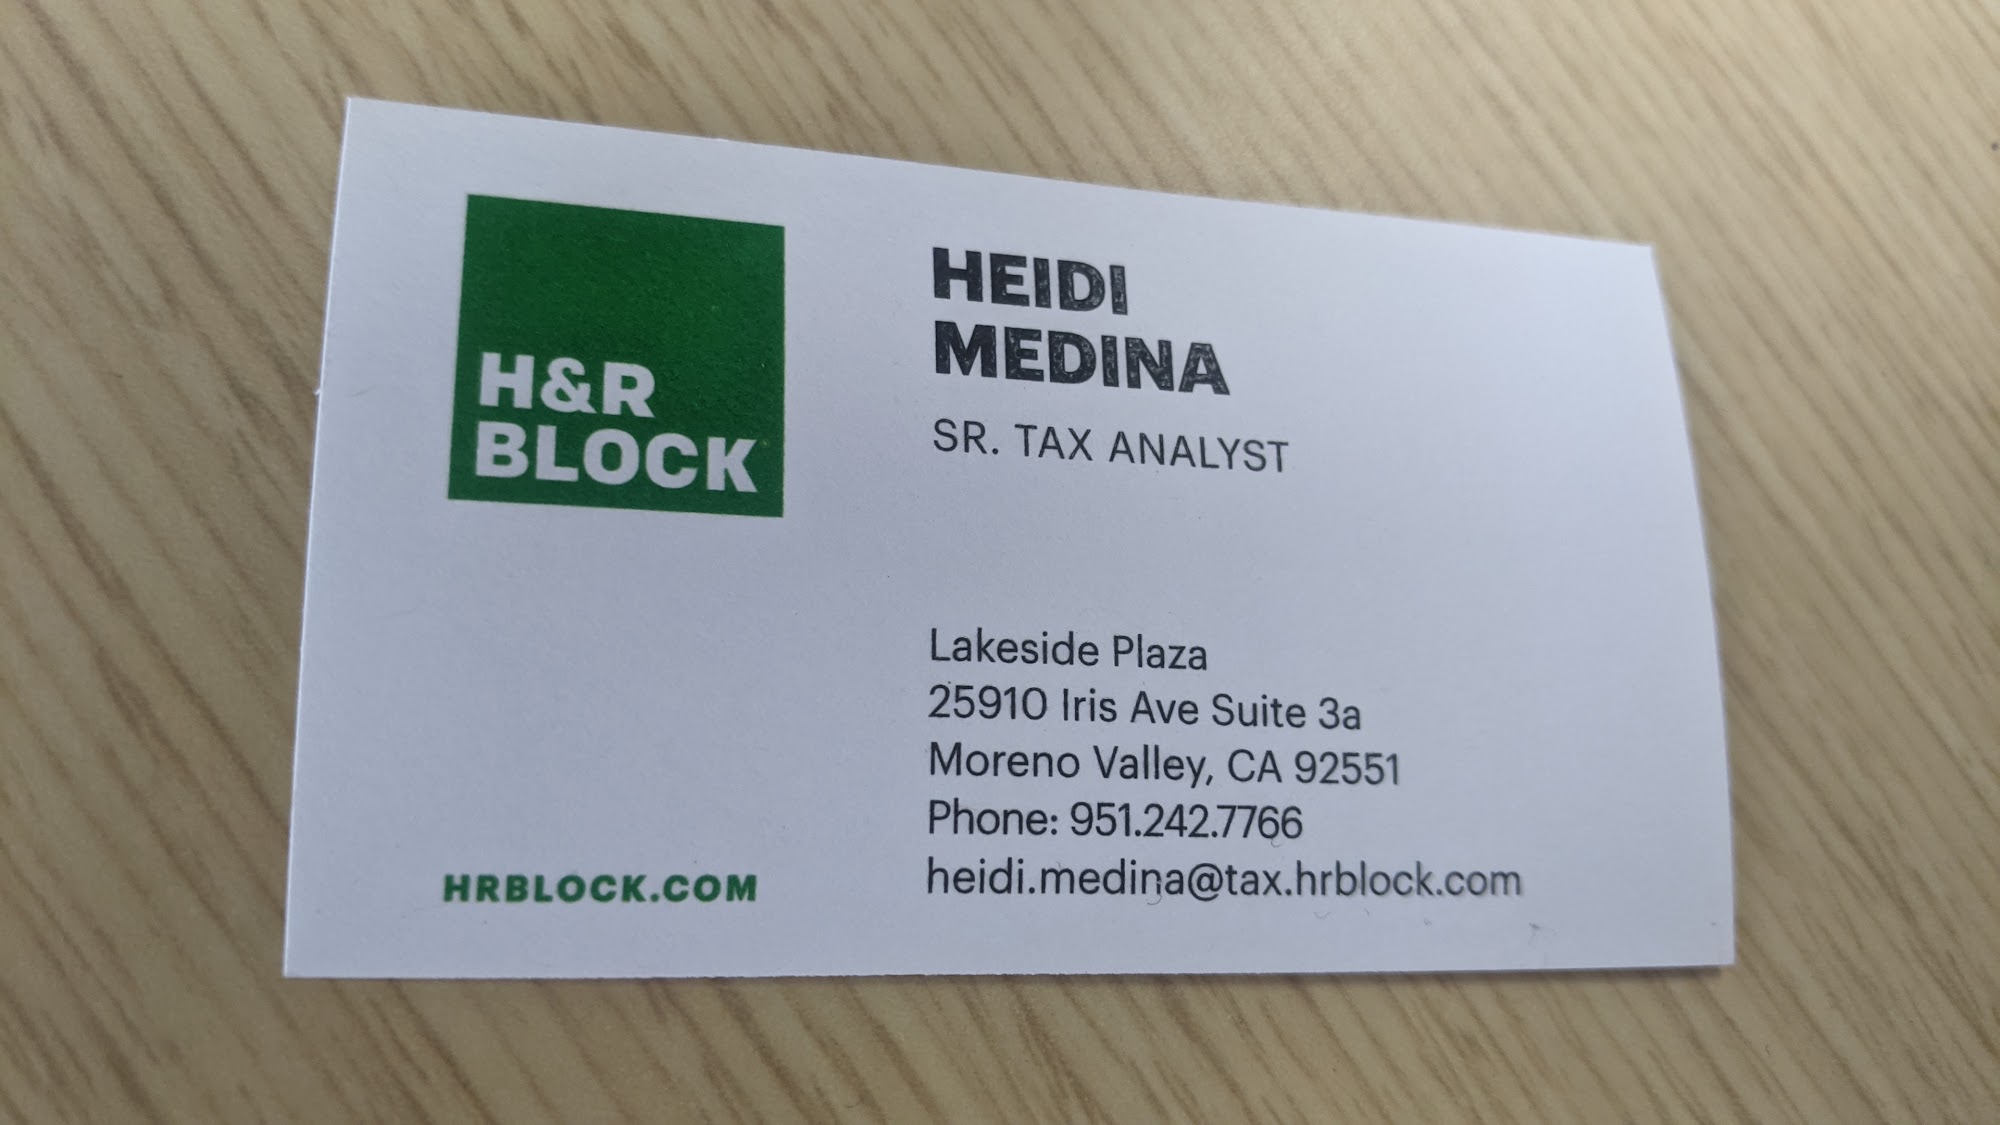 H&R
BLOCK
HEIDI
MEDINA
SR. TAX ANALYST
Lakeside Plaza
25910 Iris Ave Suite 3a
Moreno Valley, CA 92551
Phone: 951.242.7766
heidi.medina@tax.hrblock.com
HRBLOCK.COM